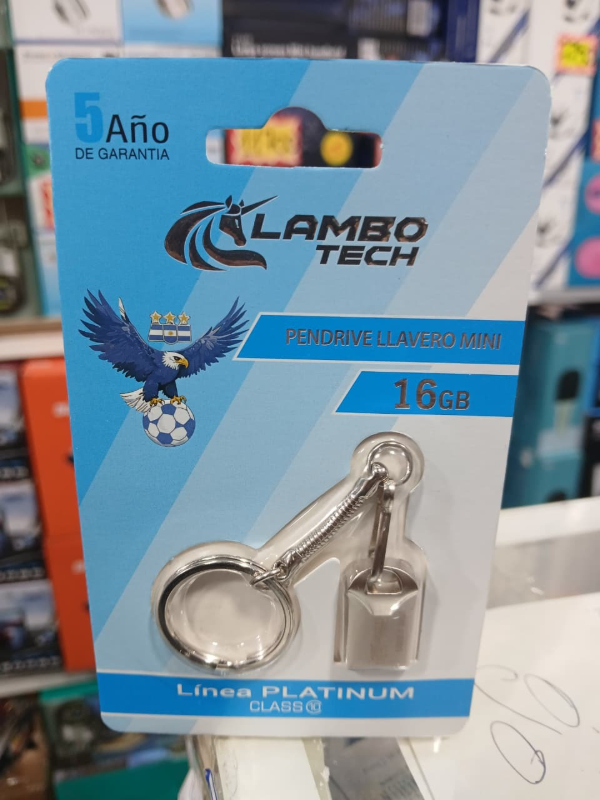 5 Año
DE GARANTIA
LAMBO
TECH
PENDRIVE LLAVERO MINI
16GB
Línea PLATINUM
CLASS 10